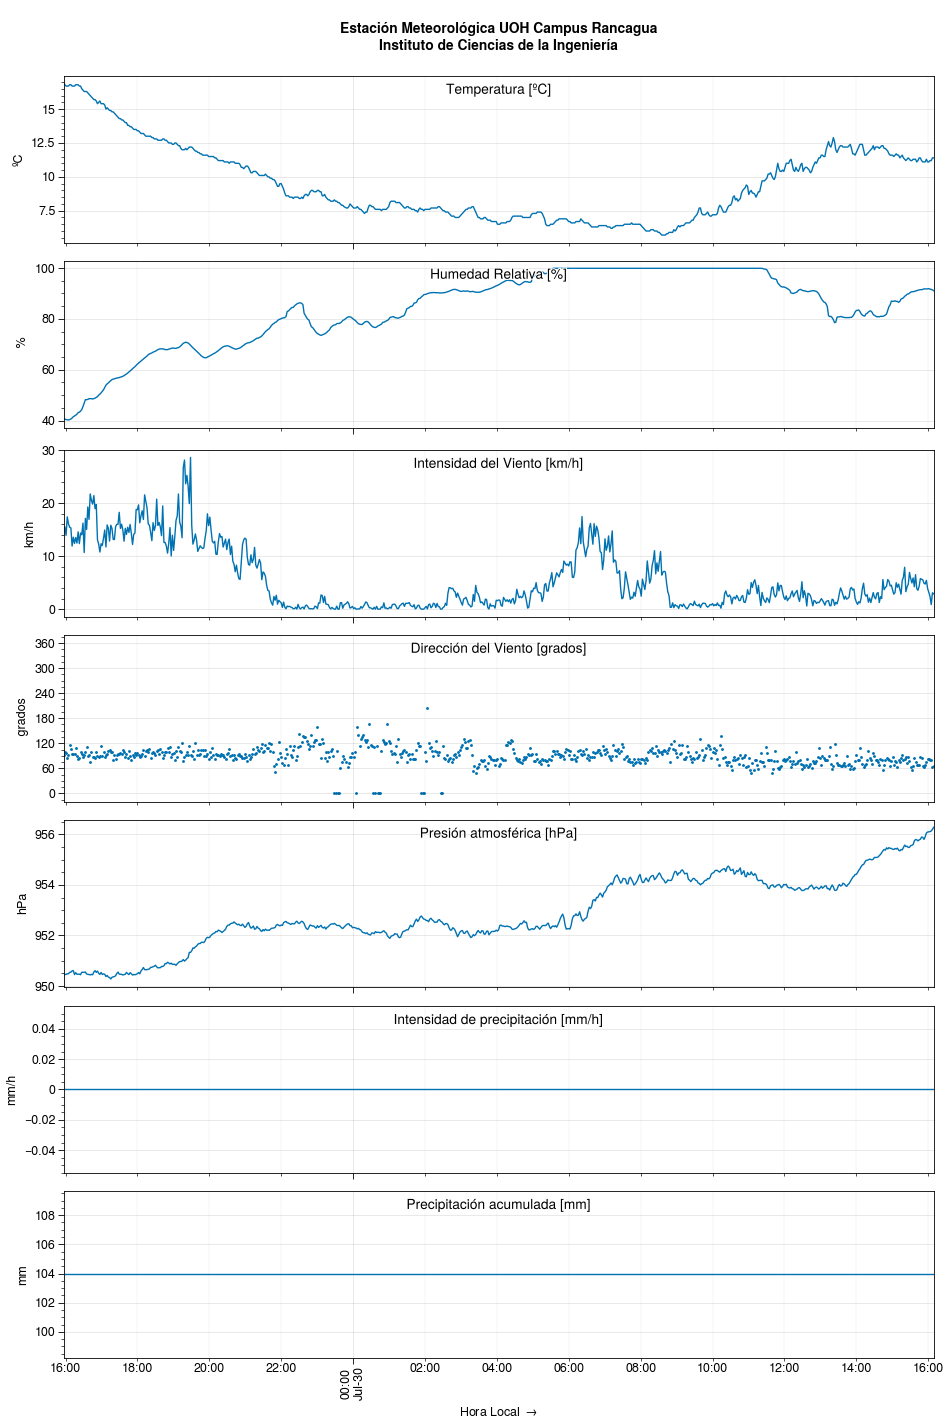 Estación Meteorológica UOH Campus Rancagua
Instituto de Ciencias de la Ingeniería
Temperatura [ºC]
15
12.5
10
7.5
ºC
Humedad Relativa [%]
100
80
60
40
%
Intensidad del Viento [km/h]
30
20
10
0
km/h
Dirección del Viento [grados]
360
300
240
180
120
60
0
grados
Presión atmosférica [hPa]
956
954
952
950
hPa
Intensidad de precipitación [mm/h]
0.04
0.02
0
−0.02
−0.04
mm/h
Precipitación acumulada [mm]
108
106
104
102
100
mm
16:00 18:00 20:00 22:00 00:00 02:00 04:00 06:00 08:00 10:00 12:00 14:00 16:00
Jul-30
Hora Local →